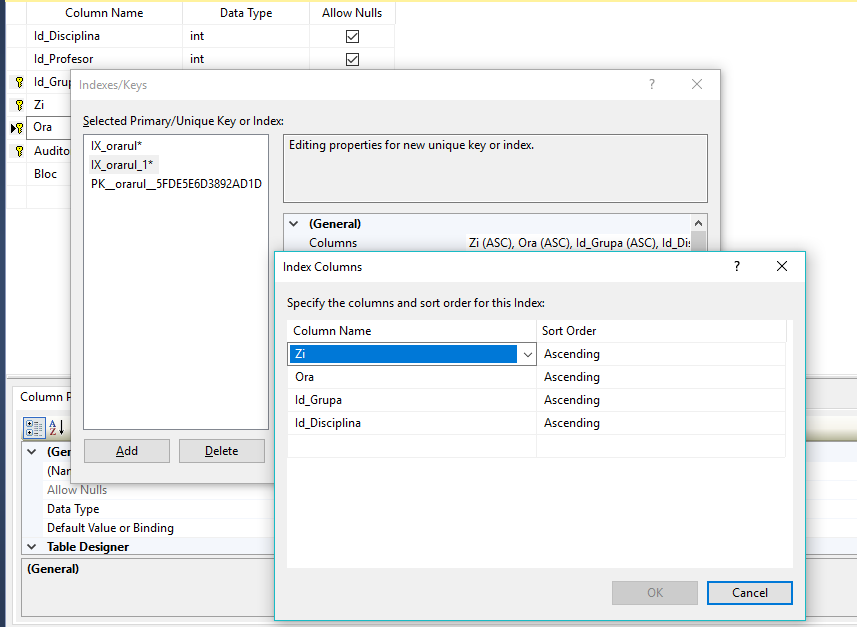 Column Name Data Type Allow Nulls
Id_Disciplina int
Id_Profesor int
Id_Grup
Zi
Ora
Audito
Bloc
Indexes/Keys ?
Selected Primary/Unique Key or Index:
IX_orarul*
IX_orarul_1*
PK__orarul__5FDE5E6D3892AD1D
Editing properties for new unique key or index.
(General)
Columns Zi (ASC), Ora (ASC), Id_Grupa (ASC), Id_Dis
Add Delete
Index Columns ?
Specify the columns and sort order for this Index:
Column Name Sort Order
Zi Ascending
Ora Ascending
Id_Grupa Ascending
Id_Disciplina Ascending
OK Cancel
Column P
(Gen
(Nam
Allow Nulls
Data Type
Default Value or Binding
Table Designer
(General)